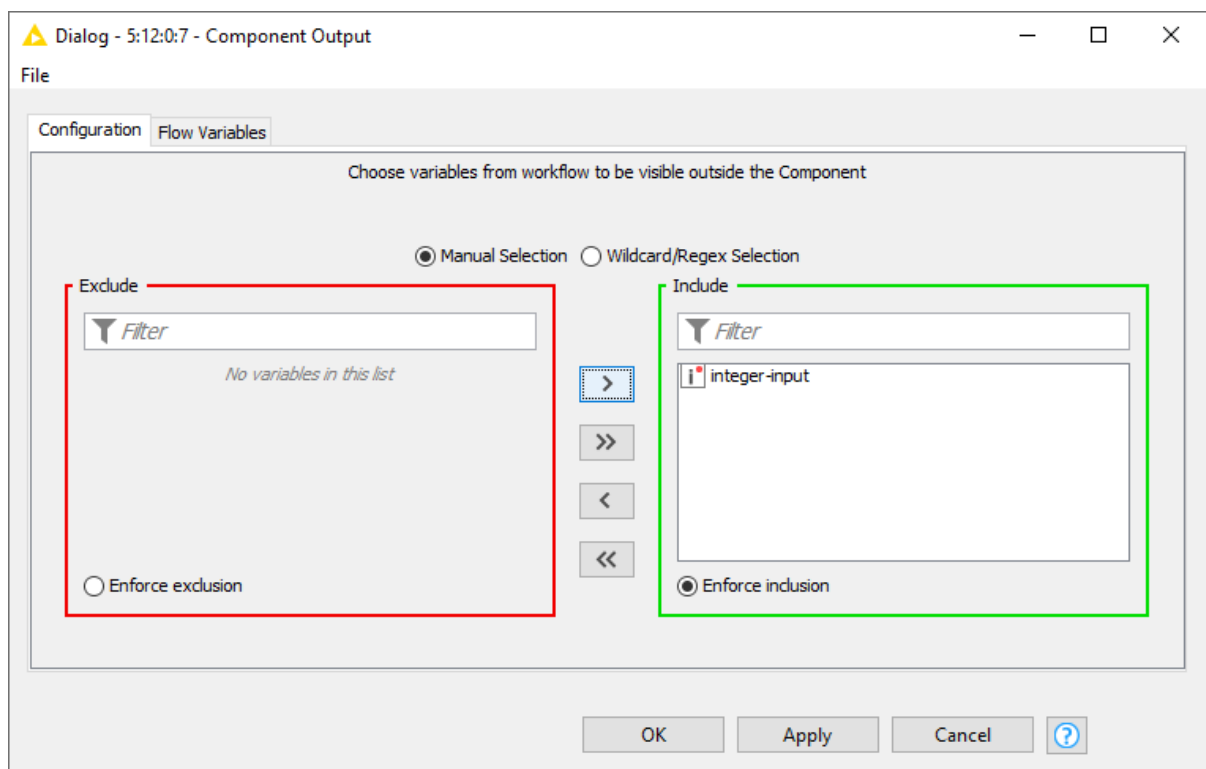 Dialog - 5:12:0:7 - Component Output
File
Configuration
Flow Variables
Choose variables from workflow to be visible outside the Component
Manual Selection
Wildcard/Regex Selection
Exclude
Filter
No variables in this list
Enforce exclusion
>
>>
<
<<
Include
Filter
i integer-input
Enforce inclusion
OK
Apply
Cancel
?